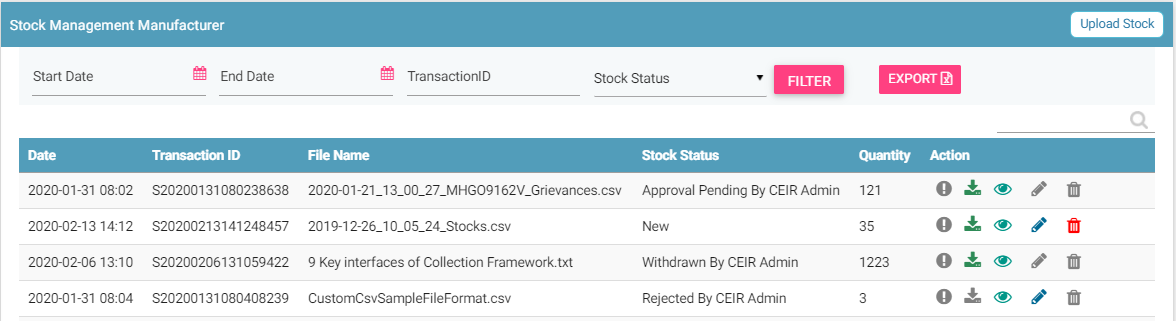 Stock Management Manufacturer Upload Stock
Start Date End Date TransactionID Stock Status FILTER EXPORT
Date Transaction ID File Name Stock Status Quantity Action
2020-01-31 08:02 S20200131080238638 2020-01-21_13_00_27_MHGO9162V_Grievances.csv Approval Pending By CEIR Admin 121
2020-02-13 14:12 S20200213141248457 2019-12-26_10_05_24_Stocks.csv New 35
2020-02-06 13:10 S20200206131059422 9 Key interfaces of Collection Framework.txt Withdrawn By CEIR Admin 1223
2020-01-31 08:04 S20200131080408239 CustomCsvSampleFileFormat.csv Rejected By CEIR Admin 3